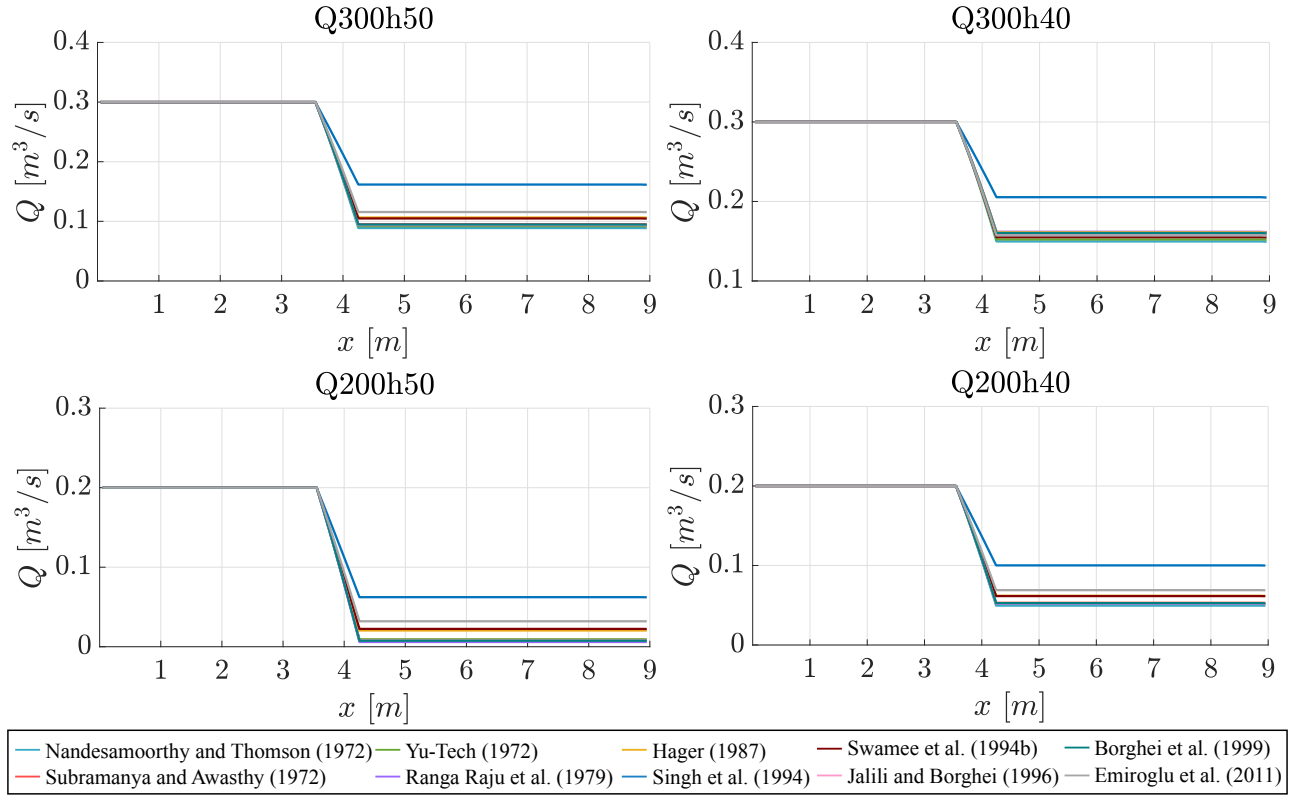 Q300h50
0.4
0.3
0.2
0.1
0
Q [m³/s]
1 2 3 4 5 6 7 8 9
x [m]
Q300h40
0.4
0.3
0.2
0.1
Q [m³/s]
1 2 3 4 5 6 7 8 9
x [m]
Q200h50
0.3
0.2
0.1
0
Q [m³/s]
1 2 3 4 5 6 7 8 9
x [m]
Q200h40
0.3
0.2
0.1
0
Q [m³/s]
1 2 3 4 5 6 7 8 9
x [m]
Nandesamoorthy and Thomson (1972) Yu-Tech (1972) Hager (1987) Swamee et al. (1994b) Borghei et al. (1999)
Subramanya and Awasthy (1972) Ranga Raju et al. (1979) Singh et al. (1994) Jalili and Borghei (1996) Emiroglu et al. (2011)